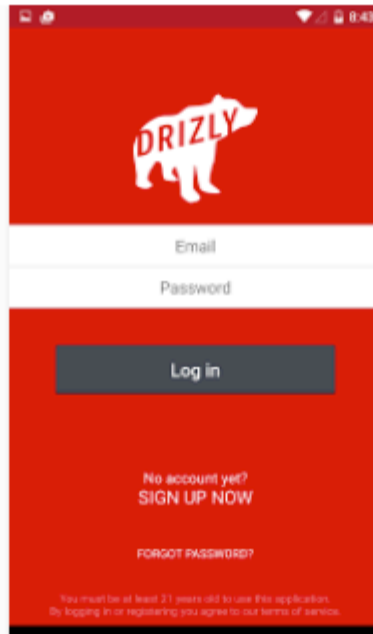 8:43
DRIZLY
Email
Password
Log in
No account yet?
SIGN UP NOW
FORGOT PASSWORD?
You must be at least 21 years old to use this application.
By logging in or registering you agree to our terms of service.